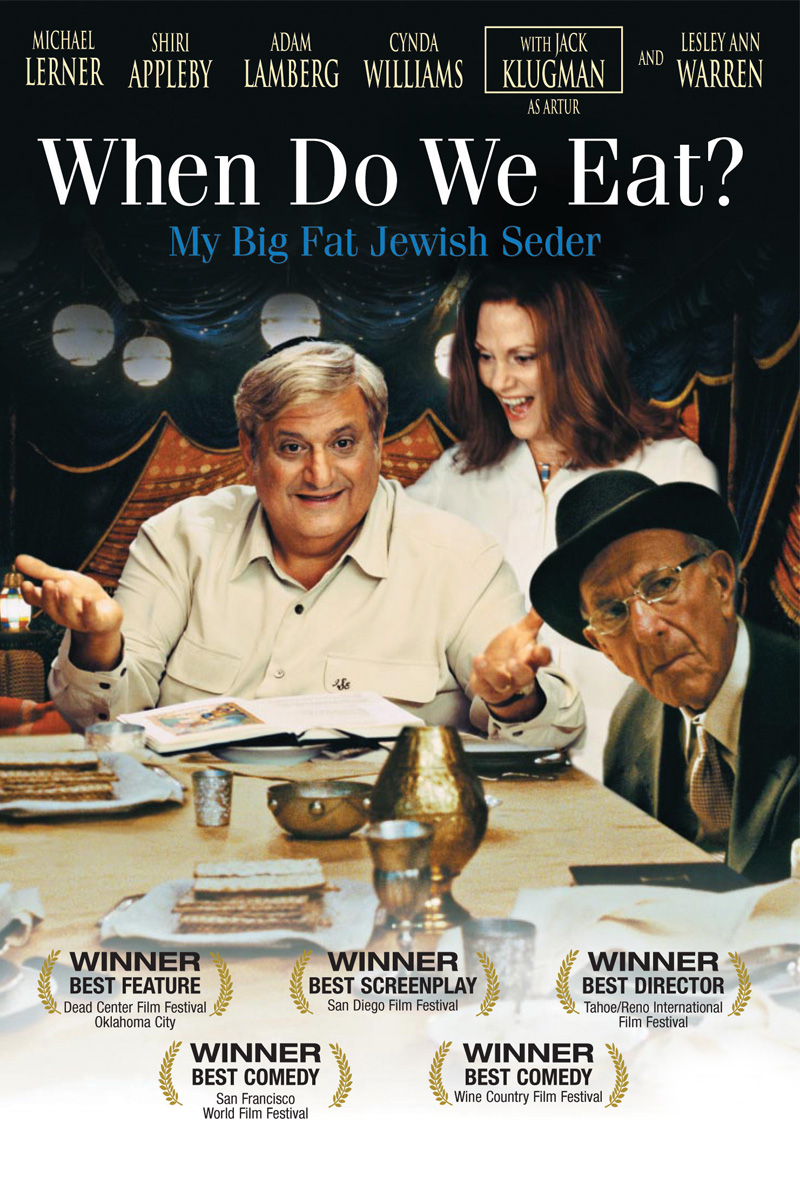 MICHAEL LERNER
SHIRI APPLEBY
ADAM LAMBERG
CYNDA WILLIAMS
WITH JACK KLUGMAN
AS ARTUR
AND
LESLEY ANN WARREN
When Do We Eat?
My Big Fat Jewish Seder
WINNER
BEST FEATURE
Dead Center Film Festival
Oklahoma City
WINNER
BEST SCREENPLAY
San Diego Film Festival
WINNER
BEST DIRECTOR
Tahoe/Reno International
Film Festival
WINNER
BEST COMEDY
San Francisco
World Film Festival
WINNER
BEST COMEDY
Wine Country Film Festival